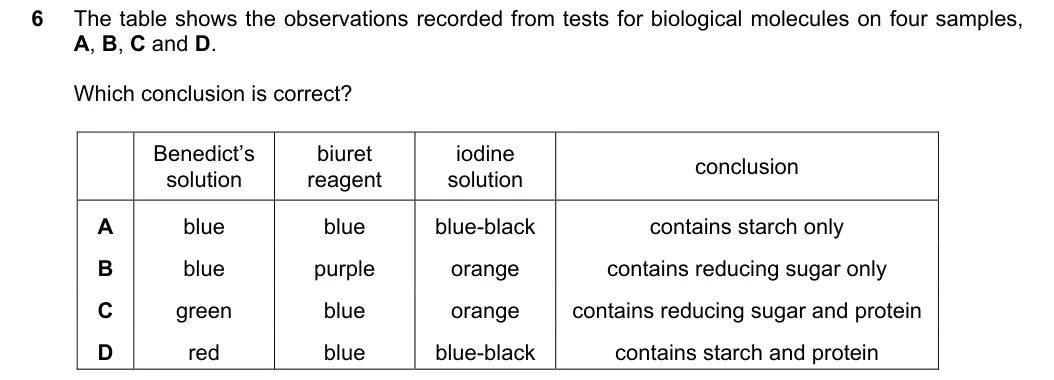 6 The table shows the observations recorded from tests for biological molecules on four samples,
A, B, C and D.
Which conclusion is correct?
Benedict's solution biuret reagent iodine solution conclusion
A blue blue blue-black contains starch only
B blue purple orange contains reducing sugar only
C green blue orange contains reducing sugar and protein
D red blue blue-black contains starch and protein